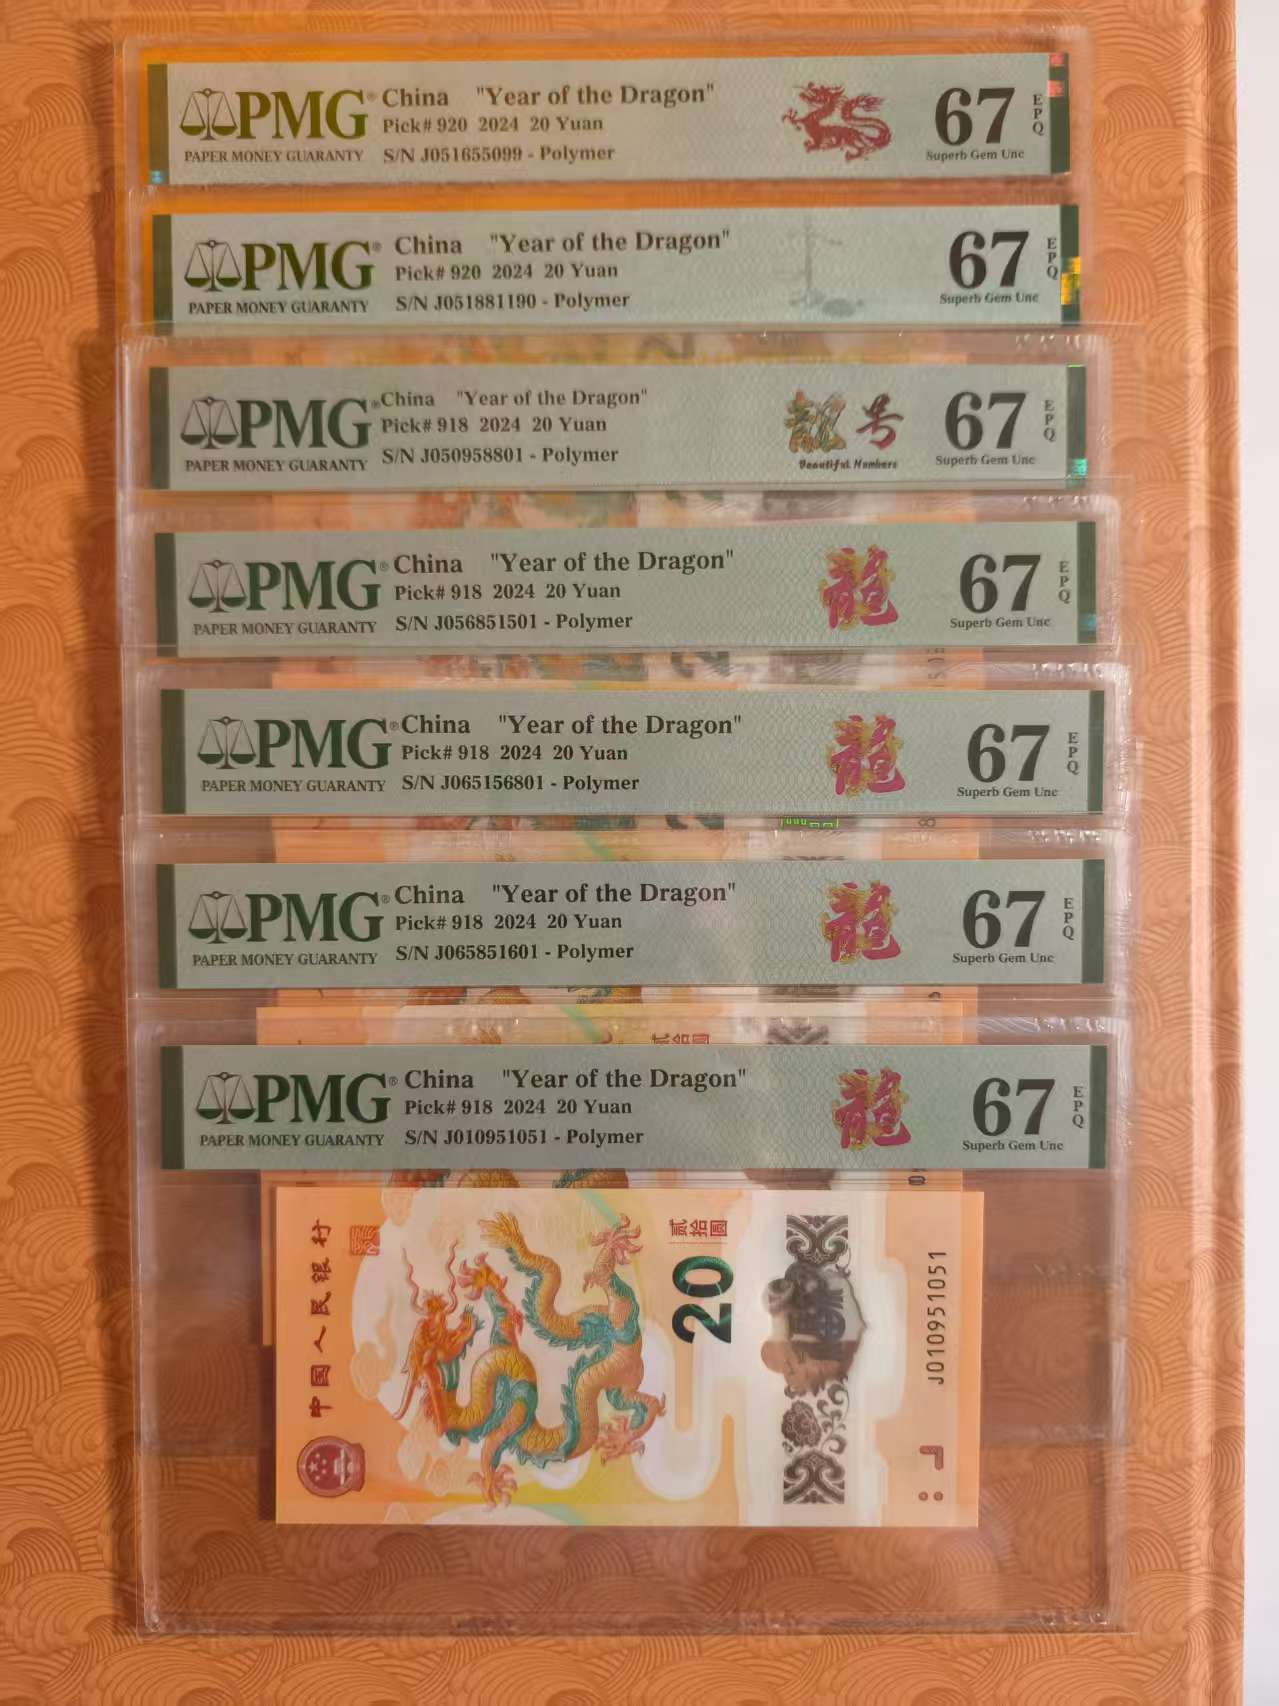 PMG®
PAPER MONEY GUARANTY
China "Year of the Dragon"
Pick# 920 2024 20 Yuan
S/N J051655099 - Polymer
67
EPQ
Superb Gem Unc
PMG®
PAPER MONEY GUARANTY
China "Year of the Dragon"
Pick# 920 2024 20 Yuan
S/N J051881190 - Polymer
67
EPQ
Superb Gem Unc
PMG®
PAPER MONEY GUARANTY
China "Year of the Dragon"
Pick# 918 2024 20 Yuan
S/N J050958801 - Polymer
靓号
Beautiful Numbers
67
EPQ
Superb Gem Unc
PMG®
PAPER MONEY GUARANTY
China "Year of the Dragon"
Pick# 918 2024 20 Yuan
S/N J056851501 - Polymer
龍
67
EPQ
Superb Gem Unc
PMG®
PAPER MONEY GUARANTY
China "Year of the Dragon"
Pick# 918 2024 20 Yuan
S/N J065156801 - Polymer
龍
67
EPQ
Superb Gem Unc
PMG®
PAPER MONEY GUARANTY
China "Year of the Dragon"
Pick# 918 2024 20 Yuan
S/N J065851601 - Polymer
龍
67
EPQ
Superb Gem Unc
贰拾圆
PMG®
PAPER MONEY GUARANTY
China "Year of the Dragon"
Pick# 918 2024 20 Yuan
S/N J010951051 - Polymer
龍
67
EPQ
Superb Gem Unc
中国人民银行
贰拾圆
20
J010951051